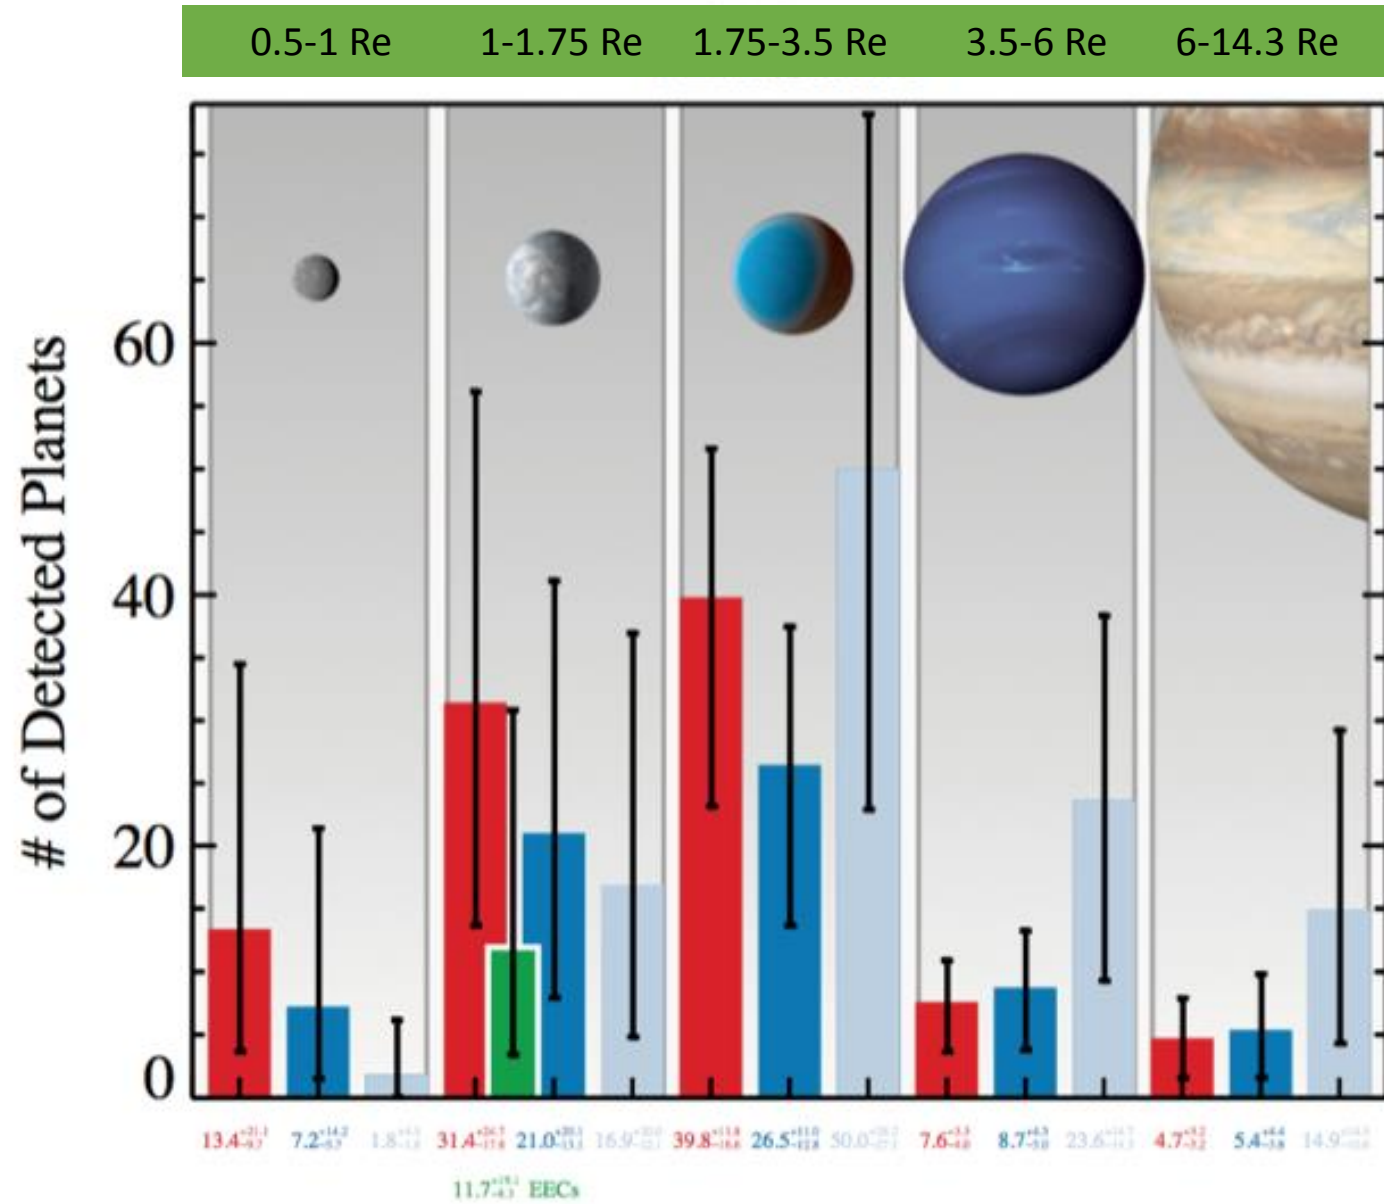 0.5-1 Re 1-1.75 Re 1.75-3.5 Re 3.5-6 Re 6-14.3 Re
# of Detected Planets
60
40
20
0
13.4 7.2 1.8 31.4 21.0 16.9 39.8 26.5 50.0 7.6 8.7 23.6 4.7 5.4 14.9
11.7 EECs